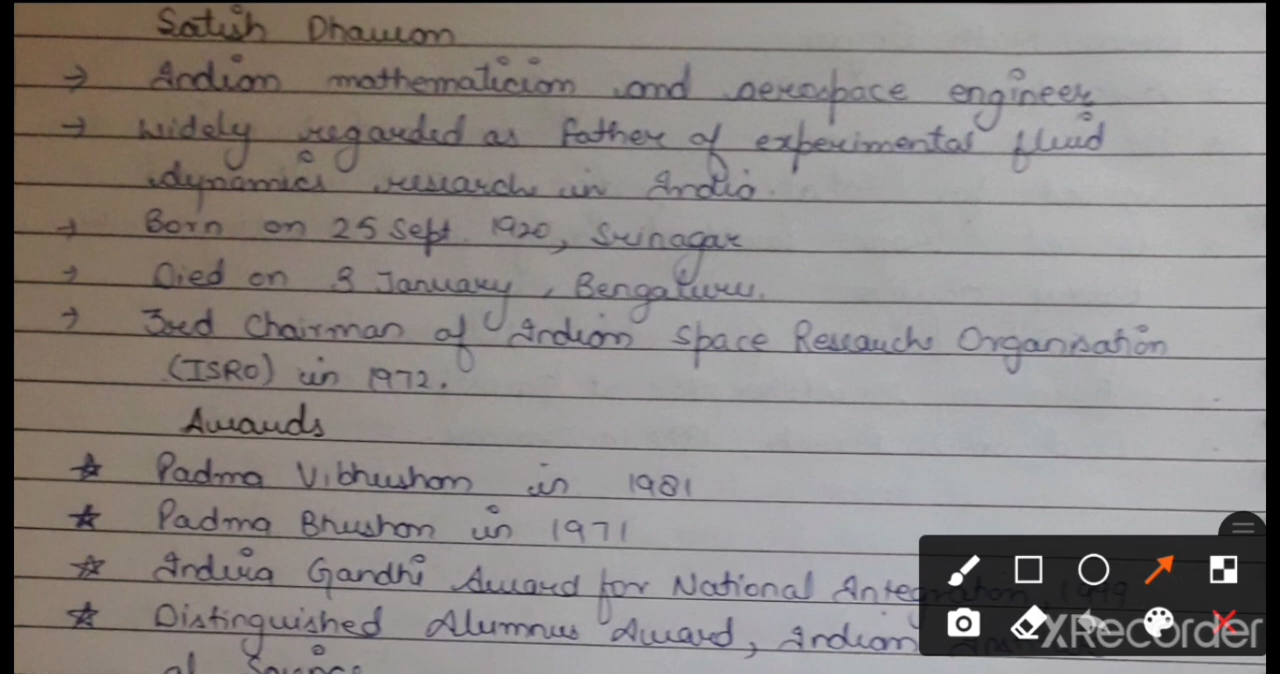 Satish Dhawan
→ Indian mathematician and aerospace engineer
→ Widely regarded as father of experimental fluid
dynamics research in India.
→ Born on 25 Sept. 1920, Srinagar
→ Died on 3 January, Bengaluru.
→ 3rd Chairman of Indian Space Research Organisation
(ISRO) in 1972.
Awards
☆ Padma Vibhushan in 1981
☆ Padma Bhushan in 1971
☆ Indira Gandhi Award for National Integration, 1999
☆ Distinguished Alumnus Award, Indian
of Science
XRecorder